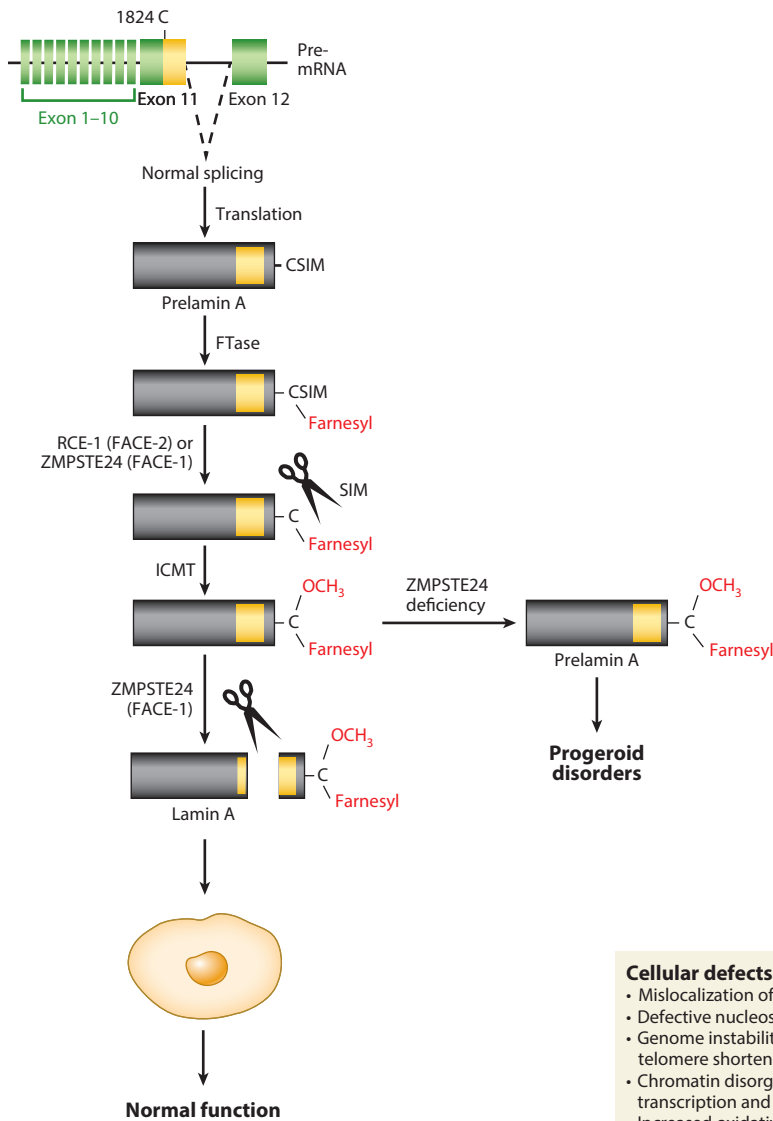 1824 C
Pre-
mRNA
Exon 11
Exon 12
Exon 1–10
Normal splicing
Translation
CSIM
Prelamin A
FTase
CSIM
Farnesyl
RCE-1 (FACE-2) or
ZMPSTE24 (FACE-1)
SIM
C
Farnesyl
ICMT
OCH3
C
Farnesyl
ZMPSTE24
deficiency
OCH3
C
Farnesyl
Prelamin A
ZMPSTE24
(FACE-1)
OCH3
C
Farnesyl
Lamin A
Progeroid
disorders
Normal function
Cellular defects
• Mislocalization of
• Defective nucleos
• Genome instabilit
telomere shorten
• Chromatin disorg
transcription and